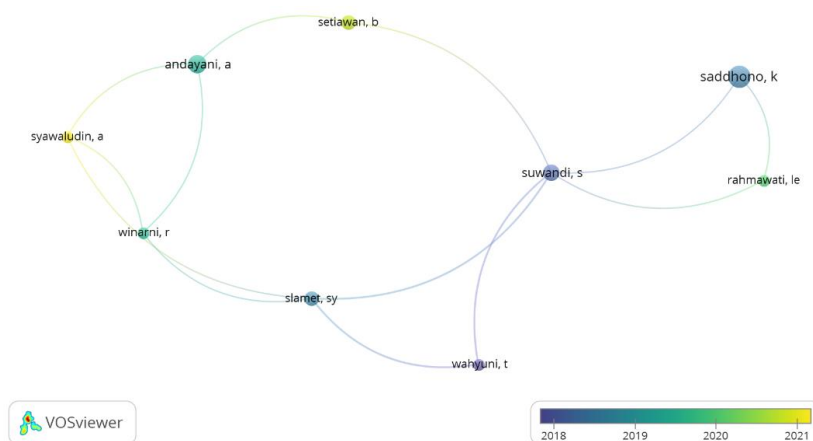 setiawan, b
andayani, a
saddhono, k
syawaludin, a
suwandi, s
rahmawati, le
winarni, r
slamet, sy
wahyuni, t
VOSviewer
2018 2019 2020 2021